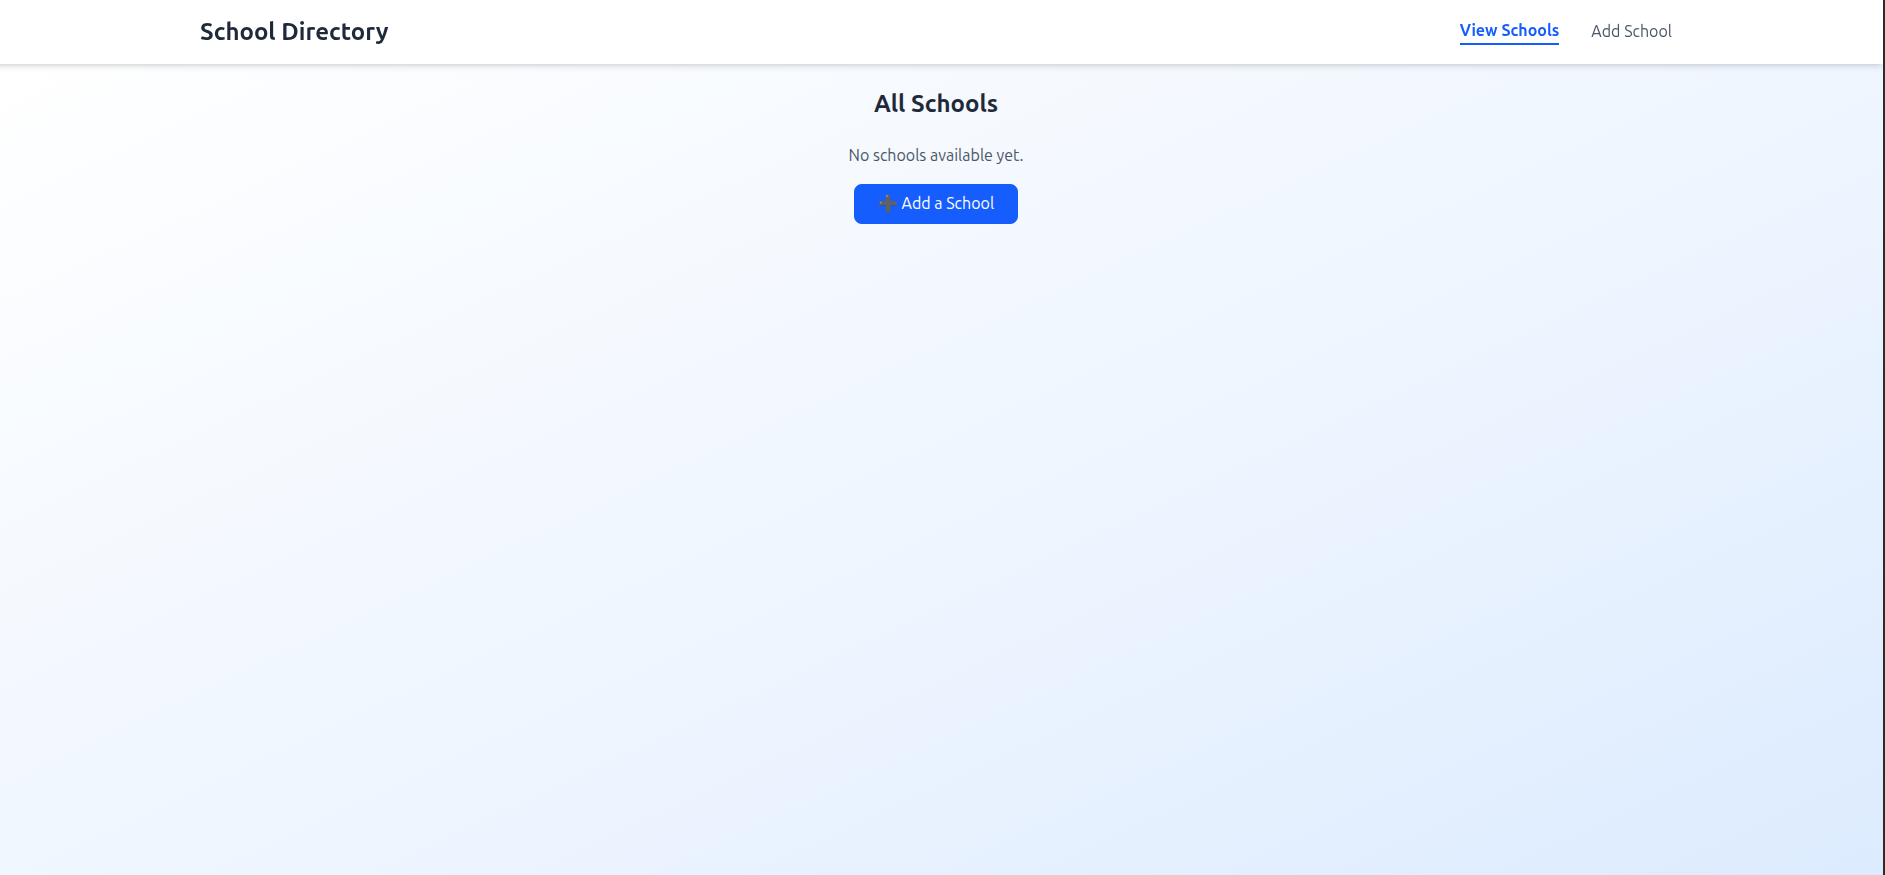 School Directory
View Schools
Add School
All Schools
No schools available yet.
➕ Add a School